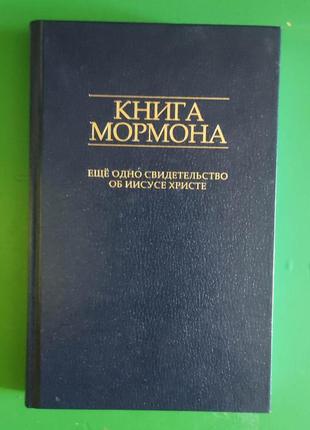 КНИГА
МОРМОНА
ЕЩЁ ОДНО СВИДЕТЕЛЬСТВО
ОБ ИИСУСЕ ХРИСТЕ